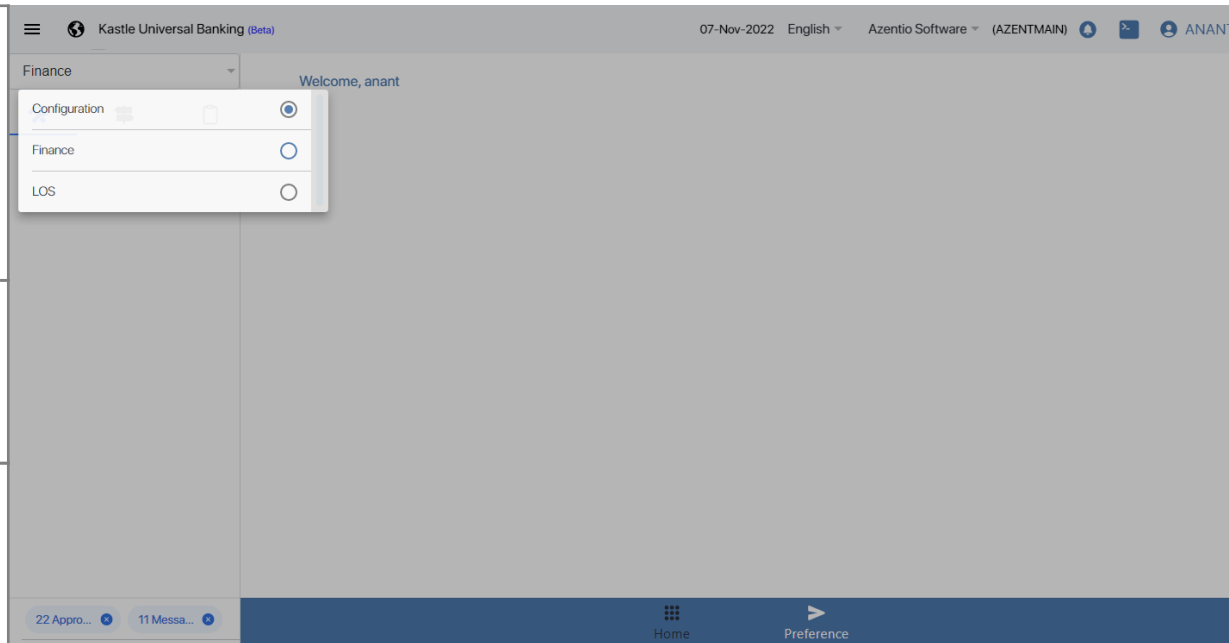 Kastle Universal Banking (Beta)
07-Nov-2022 English Azentio Software (AZENTMAIN) ANANT
Finance
Welcome, anant
Configuration
Finance
LOS
22 Appro... 11 Messa...
Home Preference